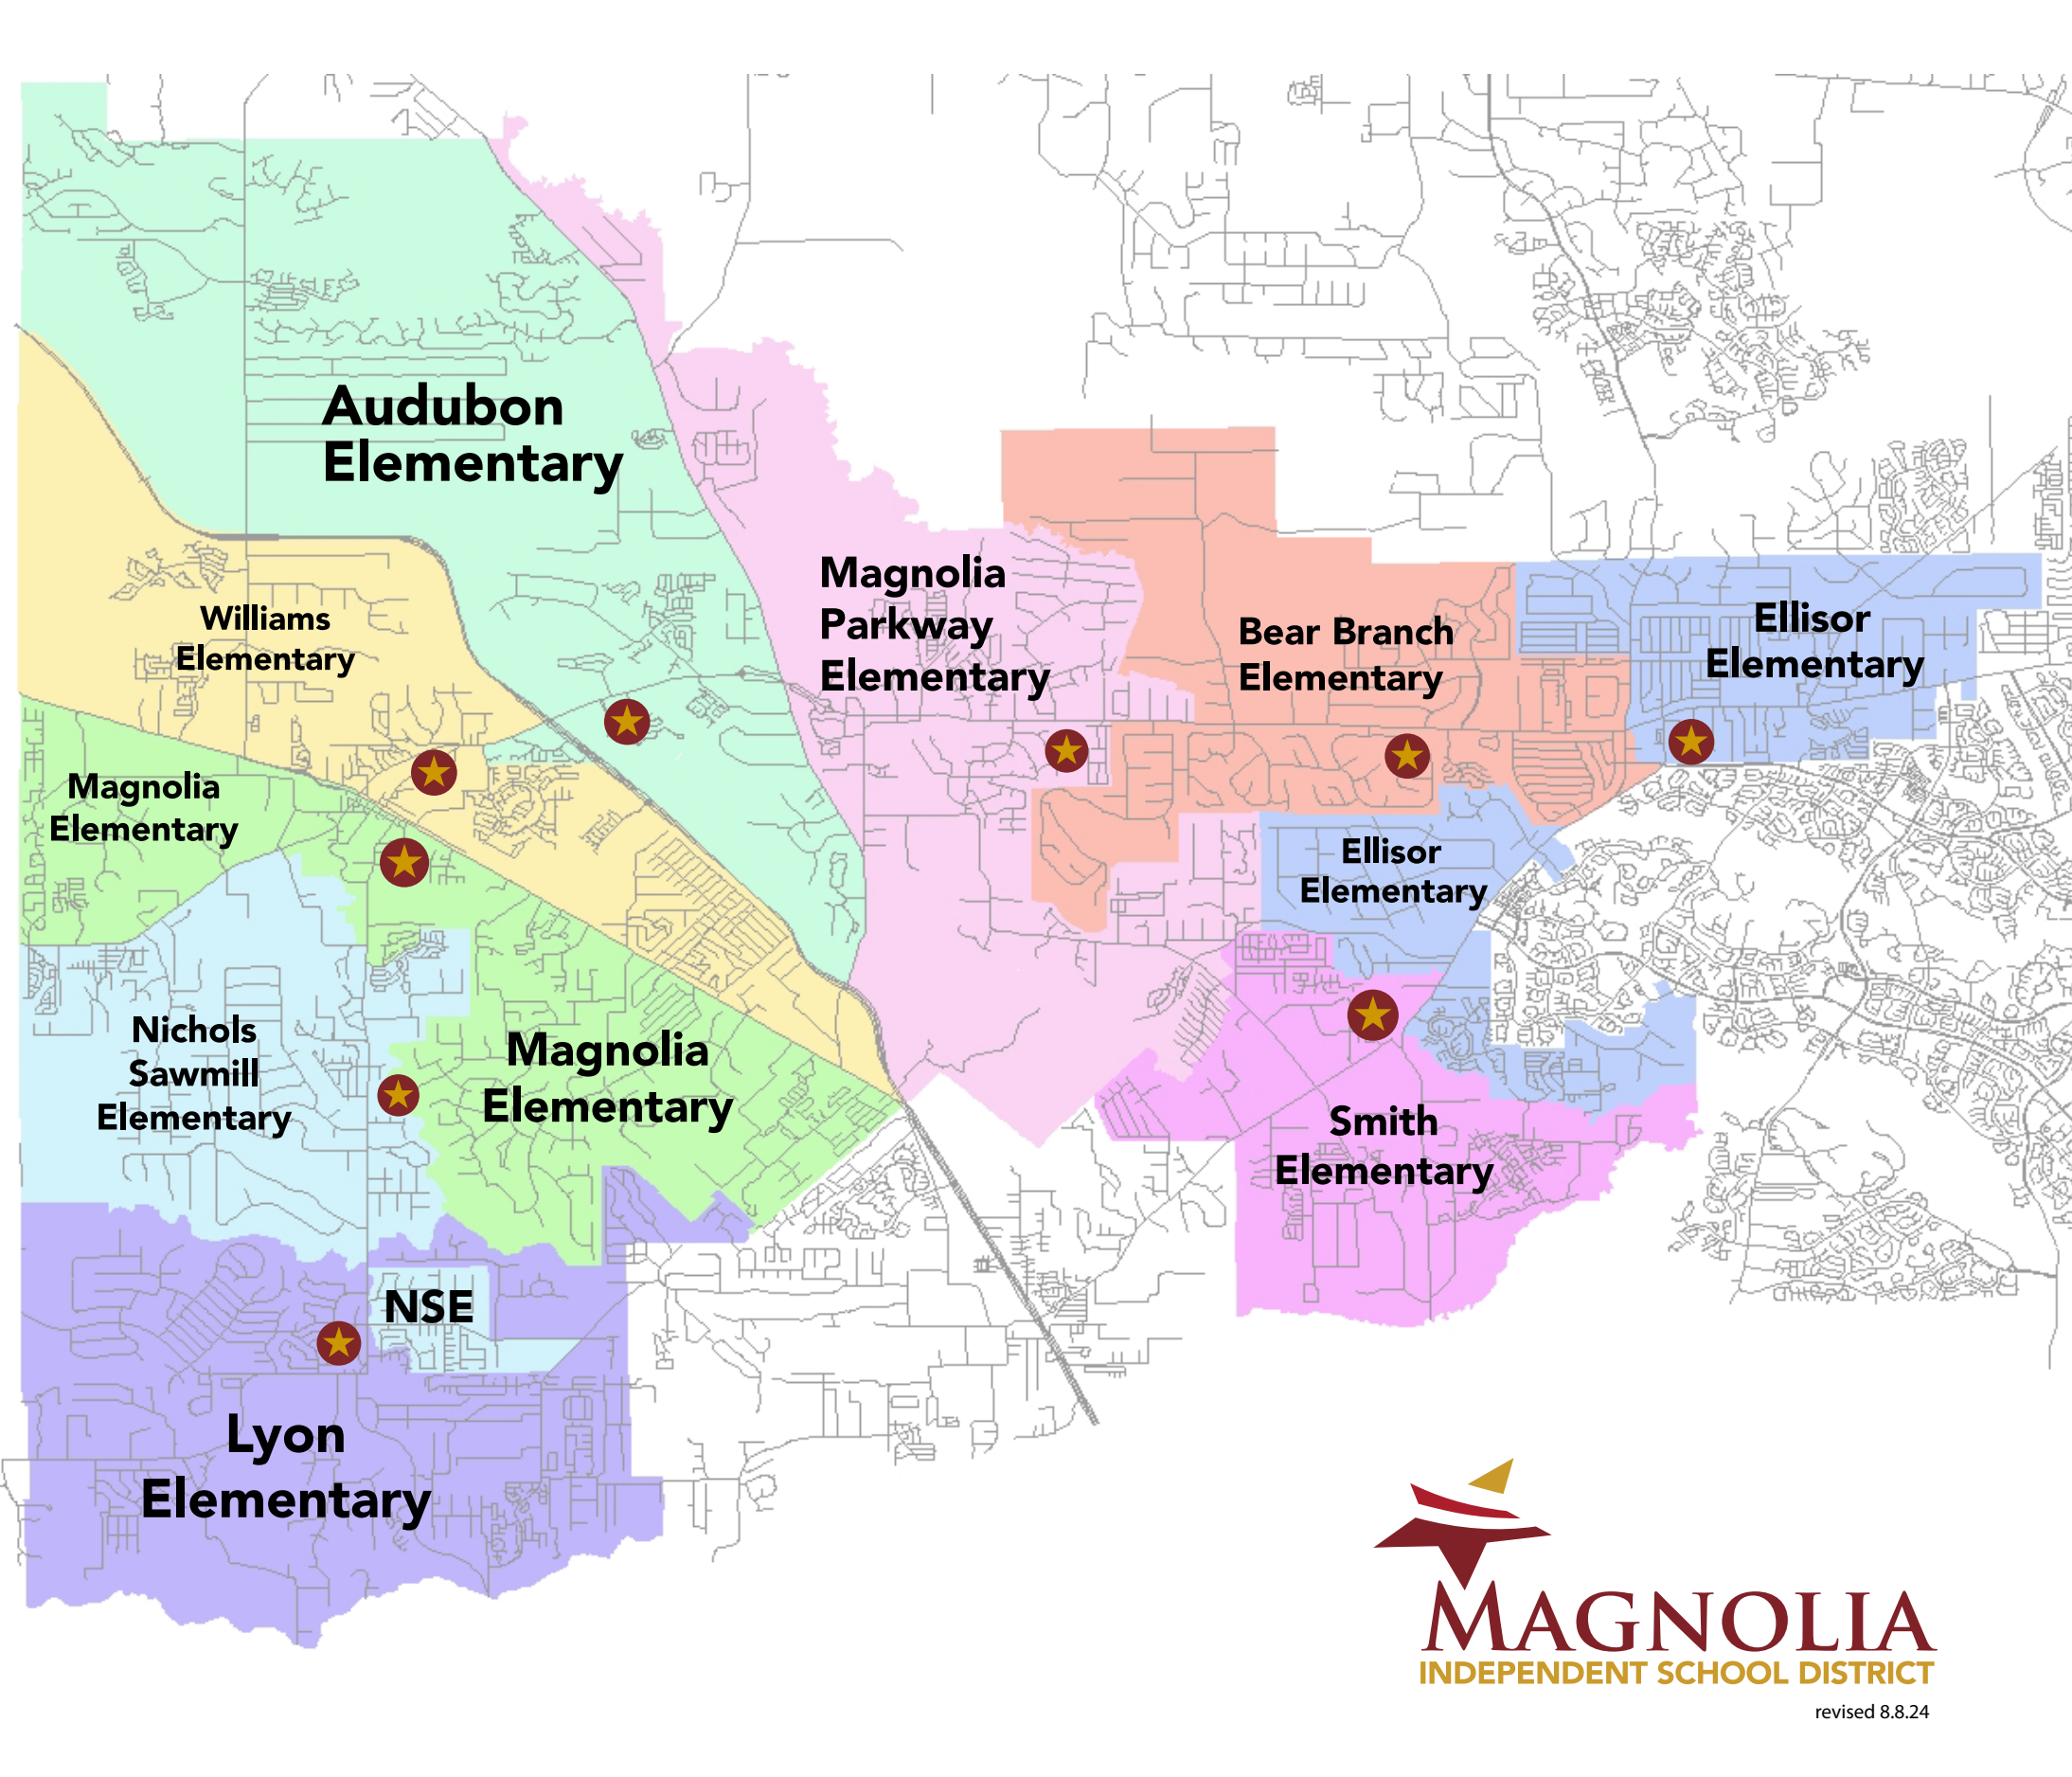 Audubon
Elementary
Magnolia
Parkway
Elementary
Williams
Elementary
Bear Branch
Elementary
Ellisor
Elementary
Magnolia
Elementary
Ellisor
Elementary
Nichols
Sawmill
Elementary
Magnolia
Elementary
Smith
Elementary
NSE
Lyon
Elementary
MAGNOLIA
INDEPENDENT SCHOOL DISTRICT
revised 8.8.24